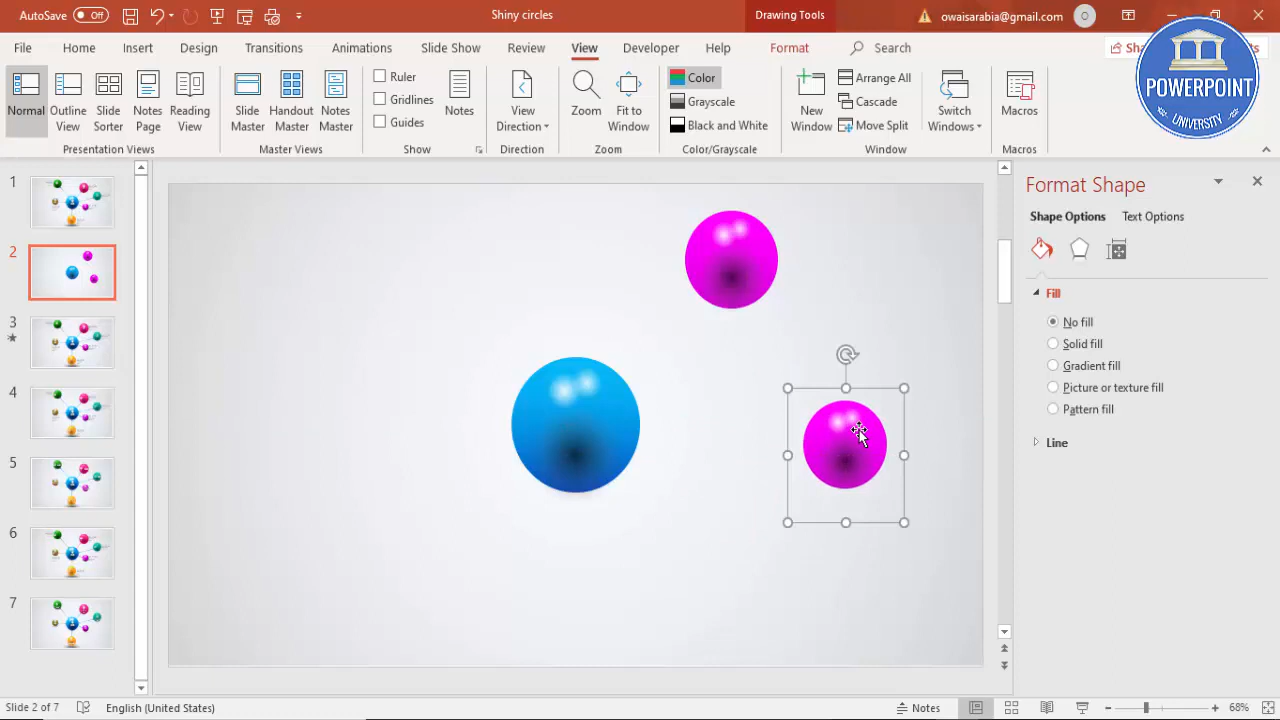 AutoSave Off
Shiny circles
Drawing Tools
owaisarabia@gmail.com
O
File Home Insert Design Transitions Animations Slide Show Review View Developer Help Format Search
Normal
Outline View
Slide Sorter
Notes Page
Reading View
Presentation Views
Slide Master
Handout Master
Notes Master
Master Views
Ruler
Gridlines
Guides
Show
Notes
View Direction
Direction
Zoom
Fit to Window
Zoom
Color
Grayscale
Black and White
Color/Grayscale
New Window
Arrange All
Cascade
Move Split
Switch Windows
Window
Macros
Macros
POWERPOINT
UNIVERSITY
1
2
3
4
5
6
7
Format Shape
Shape Options Text Options
Fill
No fill
Solid fill
Gradient fill
Picture or texture fill
Pattern fill
Line
Slide 2 of 7 English (United States) Notes 68%